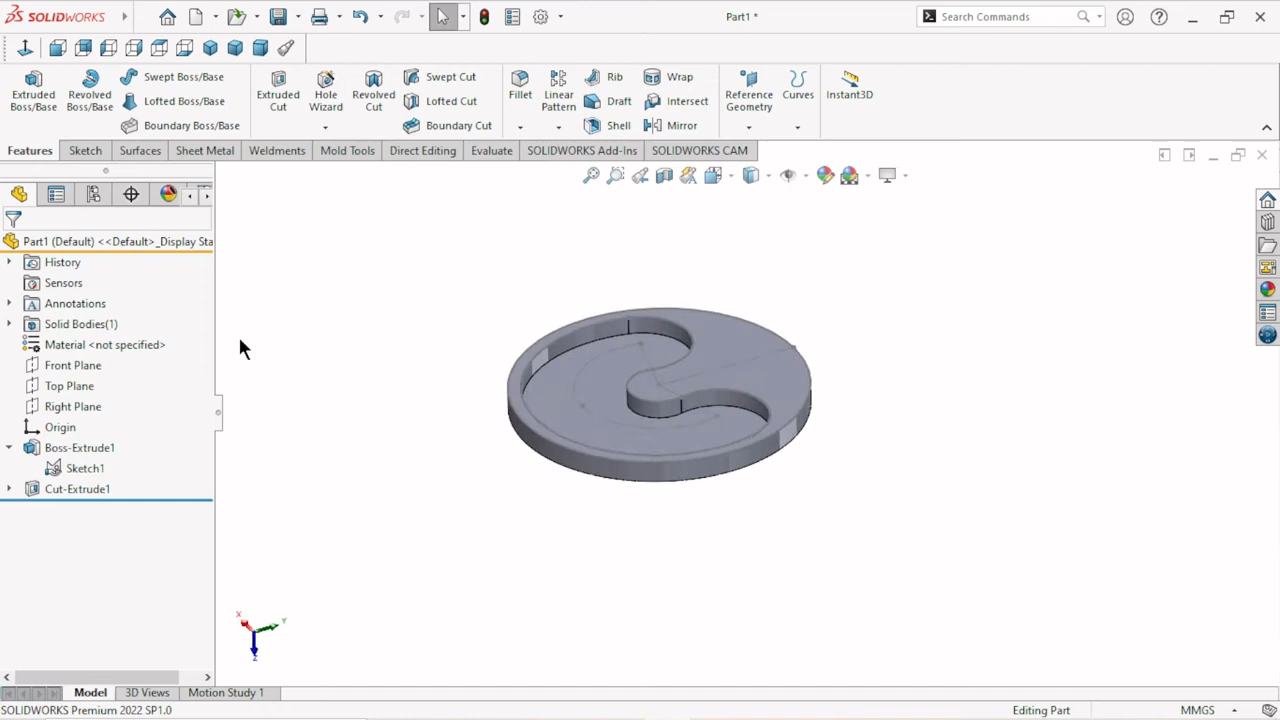 SOLIDWORKS
Part1 *
Search Commands
Extruded Boss/Base
Revolved Boss/Base
Swept Boss/Base
Lofted Boss/Base
Boundary Boss/Base
Extruded Cut
Hole Wizard
Revolved Cut
Swept Cut
Lofted Cut
Boundary Cut
Fillet
Linear Pattern
Rib
Draft
Shell
Wrap
Intersect
Mirror
Reference Geometry
Curves
Instant3D
Features
Sketch
Surfaces
Sheet Metal
Weldments
Mold Tools
Direct Editing
Evaluate
SOLIDWORKS Add-Ins
SOLIDWORKS CAM
Part1 (Default) <<Default>_Display Sta
History
Sensors
Annotations
Solid Bodies(1)
Material <not specified>
Front Plane
Top Plane
Right Plane
Origin
Boss-Extrude1
Sketch1
Cut-Extrude1
X
Y
Z
Model
3D Views
Motion Study 1
SOLIDWORKS Premium 2022 SP1.0
Editing Part
MMGS